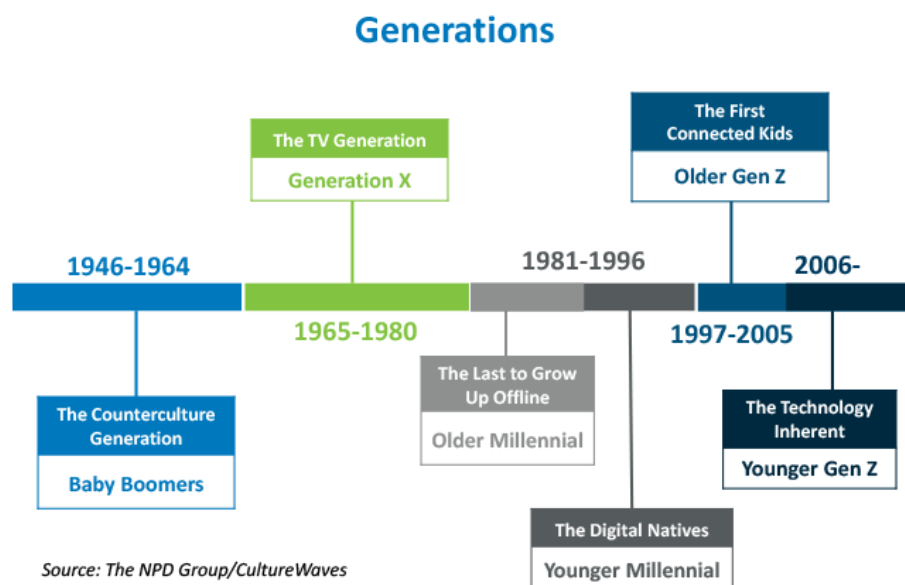 Generations
The TV Generation
Generation X
The First
Connected Kids
Older Gen Z
1946-1964
1981-1996
2006-
1965-1980
1997-2005
The Counterculture
Generation
Baby Boomers
The Last to Grow
Up Offline
Older Millennial
The Technology
Inherent
Younger Gen Z
The Digital Natives
Younger Millennial
Source: The NPD Group/CultureWaves